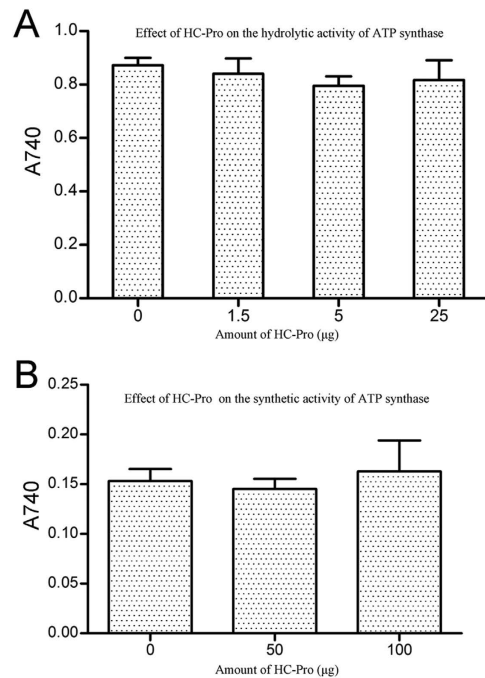 A
Effect of HC-Pro on the hydrolytic activity of ATP synthase
1.0
0.8
0.6
0.4
0.2
0.0
A740
0 1.5 5 25
Amount of HC-Pro (μg)
B
Effect of HC-Pro on the synthetic activity of ATP synthase
0.25
0.20
0.15
0.10
0.05
0.00
A740
0 50 100
Amount of HC-Pro (μg)